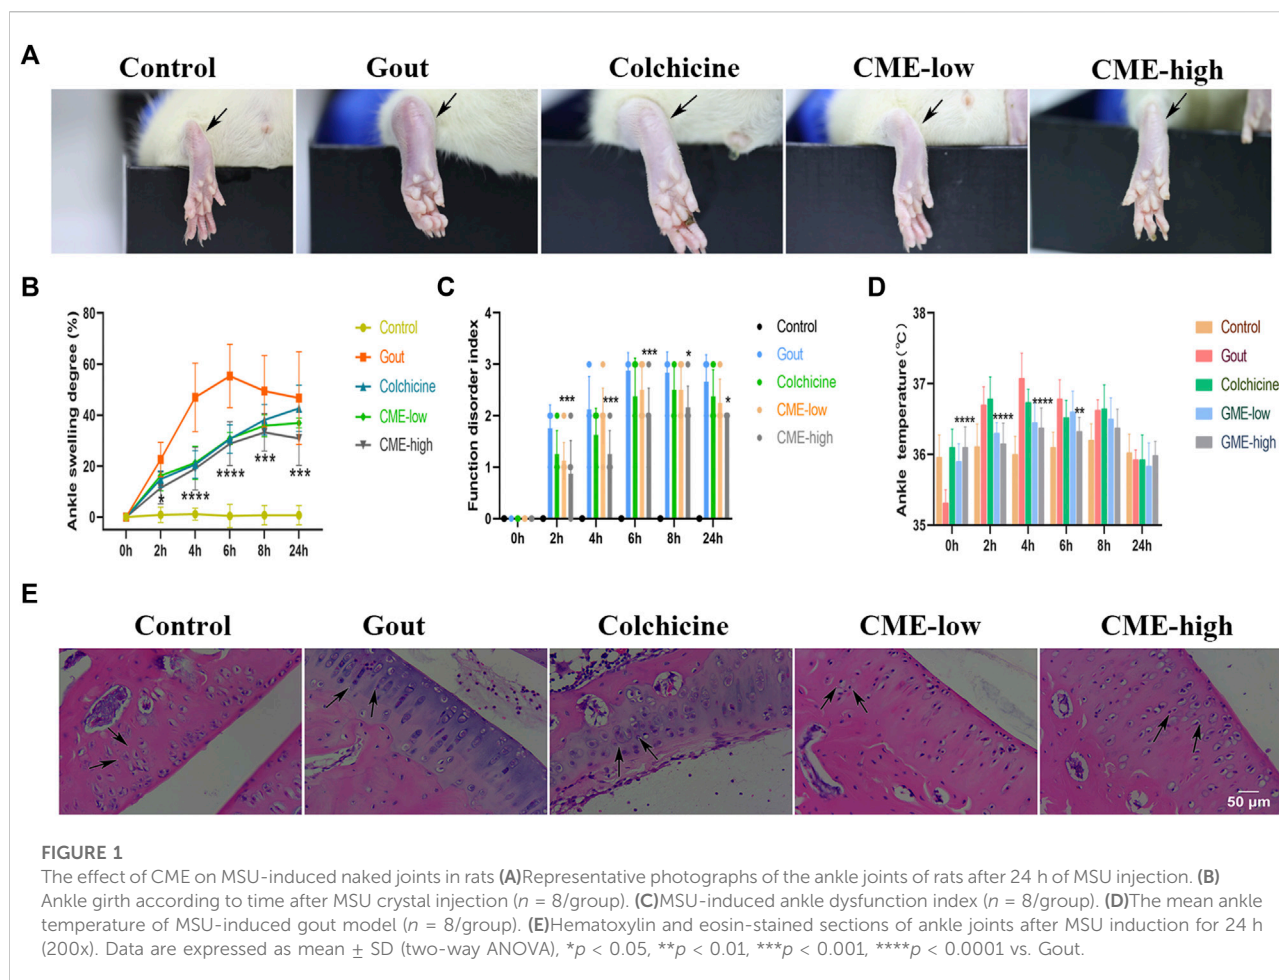 A
Control
Gout
Colchicine
CME-low
CME-high
B
Ankle swelling degree (%)
80
60
40
20
0
0h
2h
4h
6h
8h
24h
*
****
****
***
***
Control
Gout
Colchicine
CME-low
CME-high
C
Function disorder index
4
3
2
1
0
0h
2h
4h
6h
8h
24h
***
***
***
*
*
Control
Gout
Colchicine
CME-low
CME-high
D
Ankle temperature(°C)
38
37
36
35
0h
2h
4h
6h
8h
24h
****
****
****
**
Control
Gout
Colchicine
GME-low
GME-high
E
Control
Gout
Colchicine
CME-low
CME-high
50 µm
FIGURE 1
The effect of CME on MSU-induced naked joints in rats (A)Representative photographs of the ankle joints of rats after 24 h of MSU injection. (B)
Ankle girth according to time after MSU crystal injection (n = 8/group). (C)MSU-induced ankle dysfunction index (n = 8/group). (D)The mean ankle
temperature of MSU-induced gout model (n = 8/group). (E)Hematoxylin and eosin-stained sections of ankle joints after MSU induction for 24 h
(200x). Data are expressed as mean ± SD (two-way ANOVA), *p < 0.05, **p < 0.01, ***p < 0.001, ****p < 0.0001 vs. Gout.